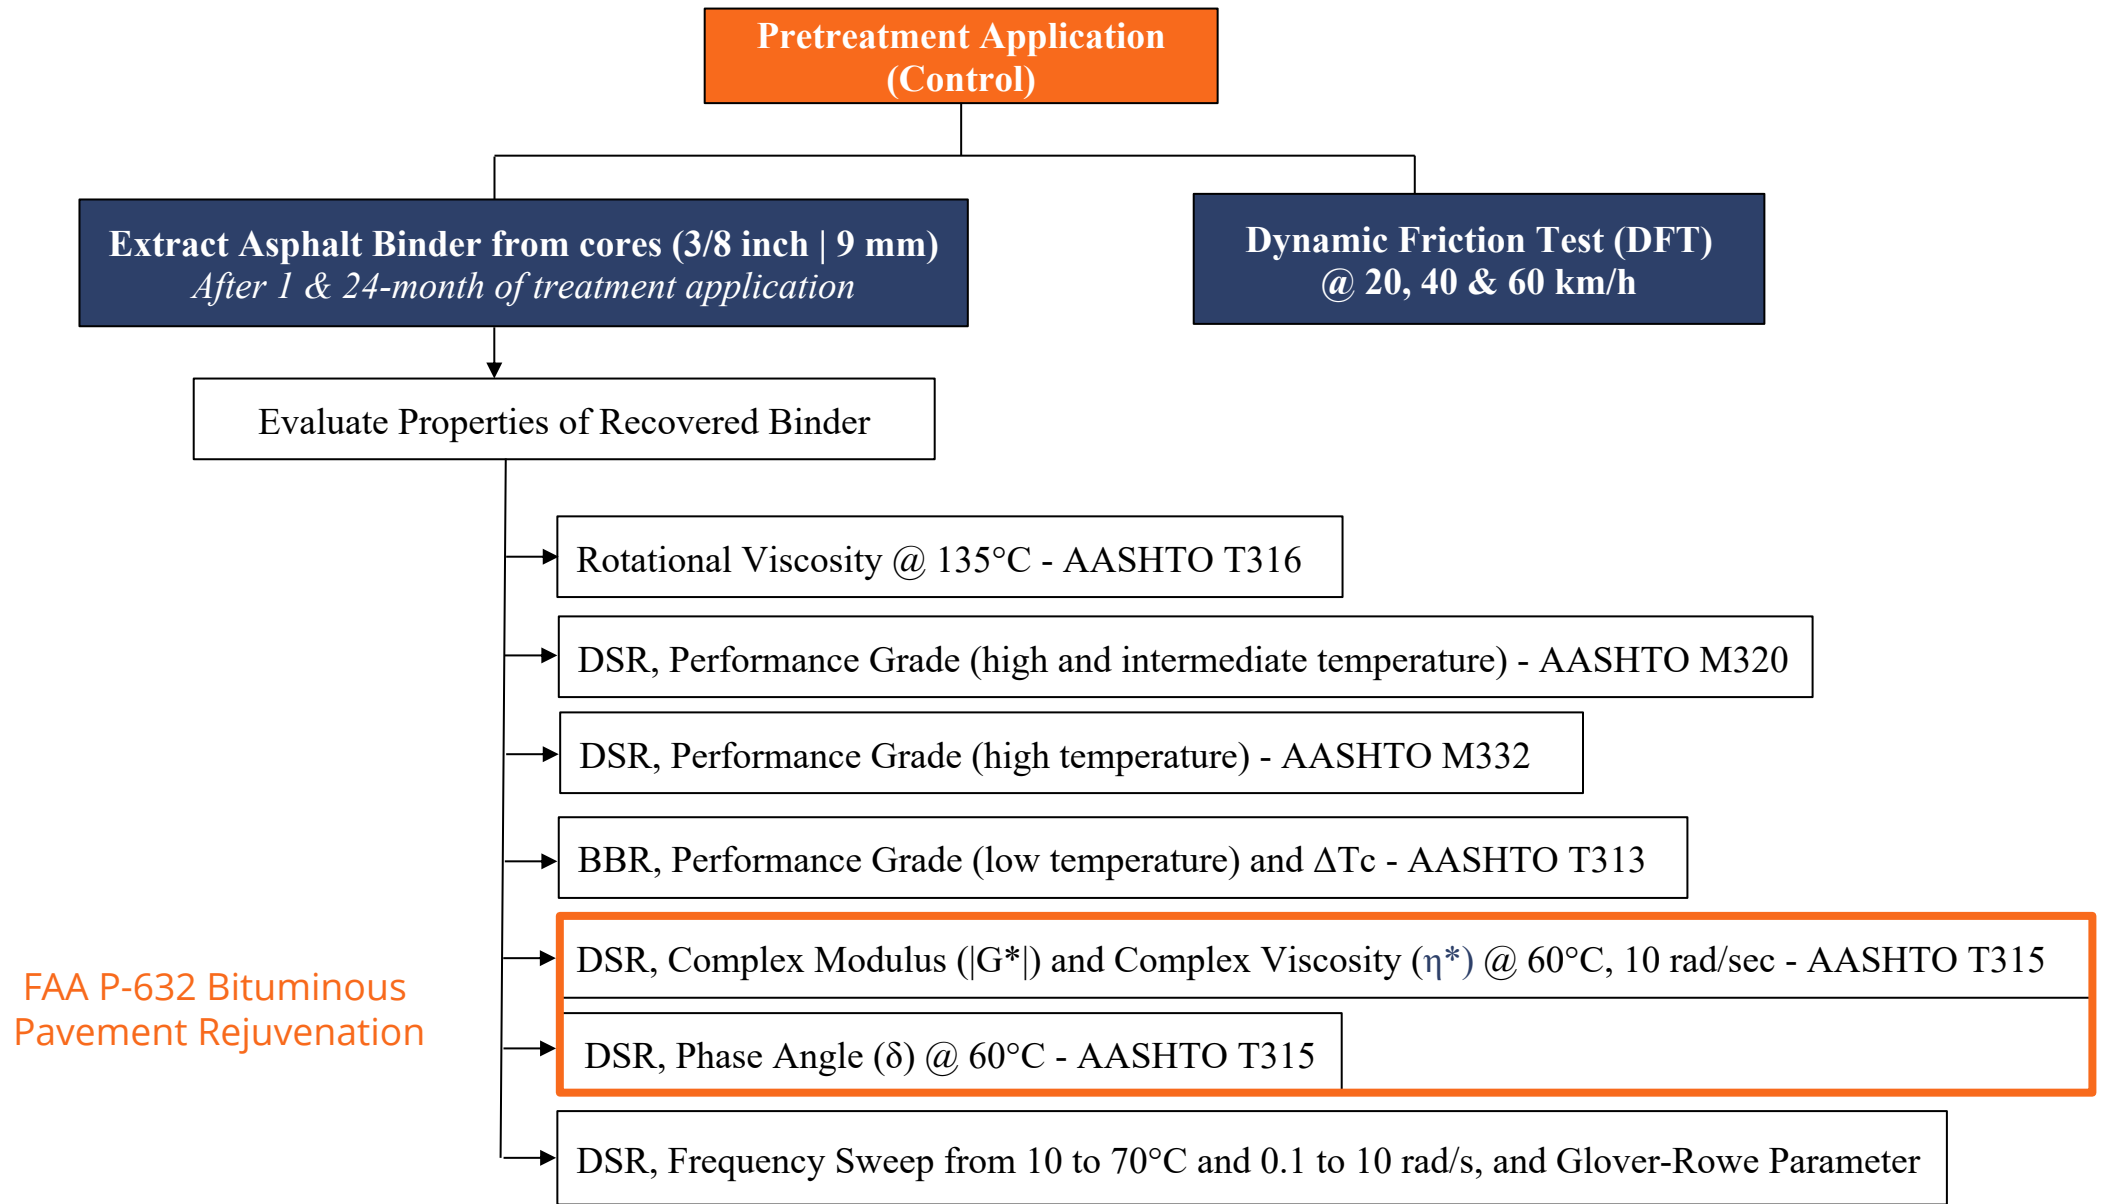 Pretreatment Application
(Control)
Extract Asphalt Binder from cores (3/8 inch | 9 mm)
After 1 & 24-month of treatment application
Dynamic Friction Test (DFT)
@ 20, 40 & 60 km/h
Evaluate Properties of Recovered Binder
Rotational Viscosity @ 135°C - AASHTO T316
DSR, Performance Grade (high and intermediate temperature) - AASHTO M320
DSR, Performance Grade (high temperature) - AASHTO M332
BBR, Performance Grade (low temperature) and ΔTc - AASHTO T313
FAA P-632 Bituminous
Pavement Rejuvenation
DSR, Complex Modulus (|G*|) and Complex Viscosity (η*) @ 60°C, 10 rad/sec - AASHTO T315
DSR, Phase Angle (δ) @ 60°C - AASHTO T315
DSR, Frequency Sweep from 10 to 70°C and 0.1 to 10 rad/s, and Glover-Rowe Parameter